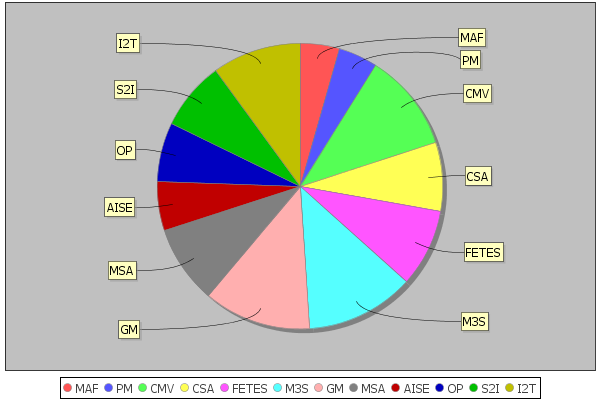 I2T
MAF
PM
S2I
CMV
OP
CSA
AISE
FETES
MSA
M3S
GM
MAF PM CMV CSA FETES M3S GM MSA AISE OP S2I I2T